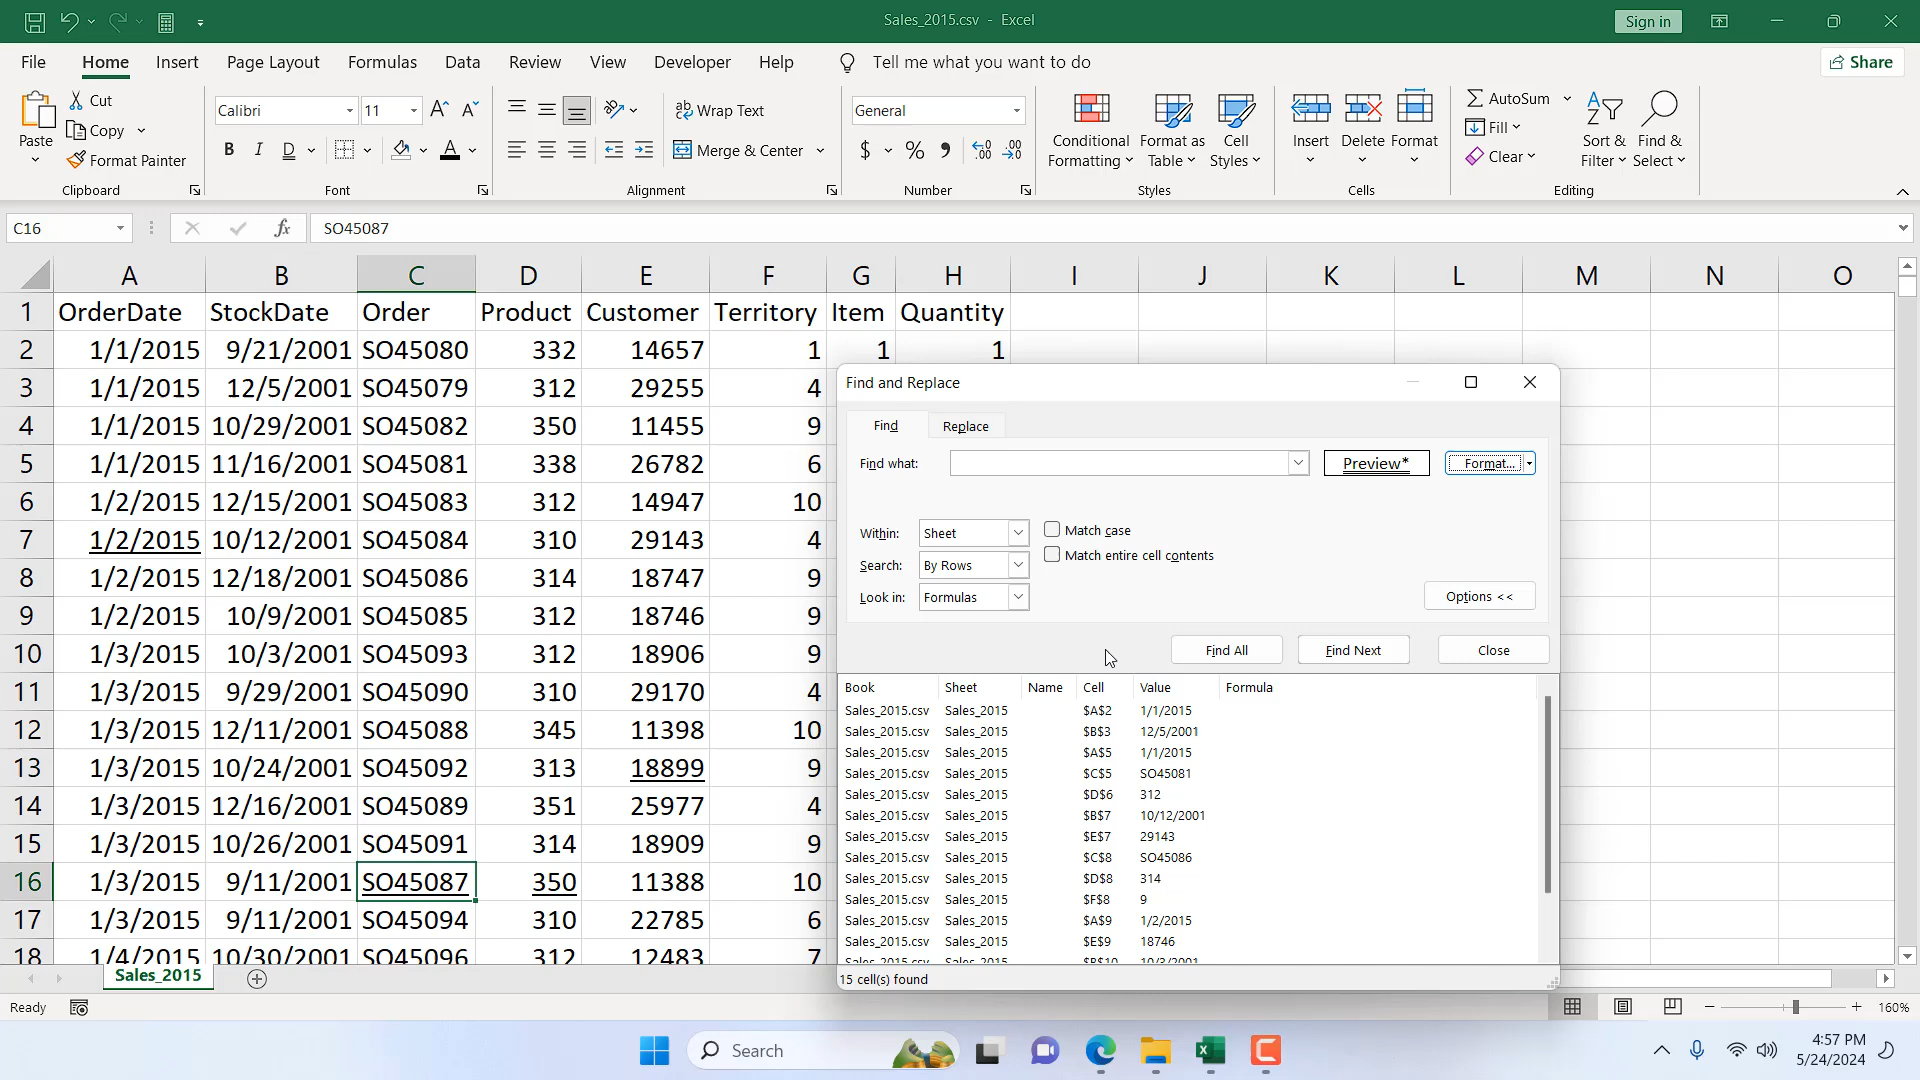 Sales_2015.csv - Excel
Sign in
File Home Insert Page Layout Formulas Data Review View Developer Help Tell me what you want to do Share
Paste
Cut
Copy
Format Painter
Clipboard
Calibri 11
B I D
Font
Wrap Text
Merge & Center
Alignment
General
$ % ,
Number
Conditional Formatting
Format as Table
Cell Styles
Styles
Insert Delete Format
Cells
AutoSum
Fill
Clear
Sort & Filter
Find & Select
Editing
C16 fx SO45087
A B C D E F G H I J K L M N O
1 OrderDate StockDate Order Product Customer Territory Item Quantity
2 1/1/2015 9/21/2001 SO45080 332 14657 1 1 1
3 1/1/2015 12/5/2001 SO45079 312 29255 4
4 1/1/2015 10/29/2001 SO45082 350 11455 9
5 1/1/2015 11/16/2001 SO45081 338 26782 6
6 1/2/2015 12/15/2001 SO45083 312 14947 10
7 1/2/2015 10/12/2001 SO45084 310 29143 4
8 1/2/2015 12/18/2001 SO45086 314 18747 9
9 1/2/2015 10/9/2001 SO45085 312 18746 9
10 1/3/2015 10/3/2001 SO45093 312 18906 9
11 1/3/2015 9/29/2001 SO45090 310 29170 4
12 1/3/2015 12/11/2001 SO45088 345 11398 10
13 1/3/2015 10/24/2001 SO45092 313 18899 9
14 1/3/2015 12/16/2001 SO45089 351 25977 4
15 1/3/2015 10/26/2001 SO45091 314 18909 9
16 1/3/2015 9/11/2001 SO45087 350 11388 10
17 1/3/2015 9/11/2001 SO45094 310 22785 6
18 1/4/2015 10/30/2001 SO45096 312 12483 7
Find and Replace
Find Replace
Find what: Preview* Format...
Within: Sheet Match case
Match entire cell contents
Search: By Rows
Look in: Formulas Options <<
Find All Find Next Close
Book Sheet Name Cell Value Formula
Sales_2015.csv Sales_2015 $A$2 1/1/2015
Sales_2015.csv Sales_2015 $B$3 12/5/2001
Sales_2015.csv Sales_2015 $A$5 1/1/2015
Sales_2015.csv Sales_2015 $C$5 SO45081
Sales_2015.csv Sales_2015 $D$6 312
Sales_2015.csv Sales_2015 $B$7 10/12/2001
Sales_2015.csv Sales_2015 $E$7 29143
Sales_2015.csv Sales_2015 $C$8 SO45086
Sales_2015.csv Sales_2015 $D$8 314
Sales_2015.csv Sales_2015 $F$8 9
Sales_2015.csv Sales_2015 $A$9 1/2/2015
Sales_2015.csv Sales_2015 $E$9 18746
Sales_2015.csv Sales_2015 $B$10 10/3/2001
15 cell(s) found
Sales_2015
Ready
160%
Search
4:57 PM
5/24/2024